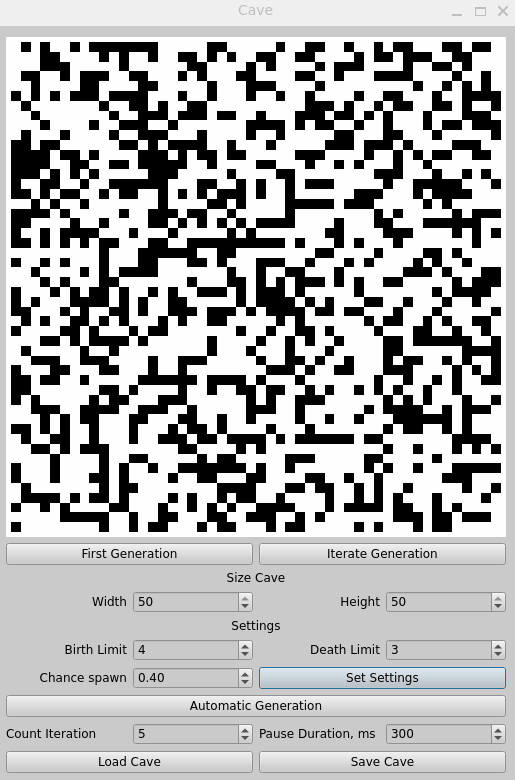 Cave
First Generation Iterate Generation
Size Cave
Width 50 Height 50
Settings
Birth Limit 4 Death Limit 3
Chance spawn 0.40 Set Settings
Automatic Generation
Count Iteration 5 Pause Duration, ms 300
Load Cave Save Cave